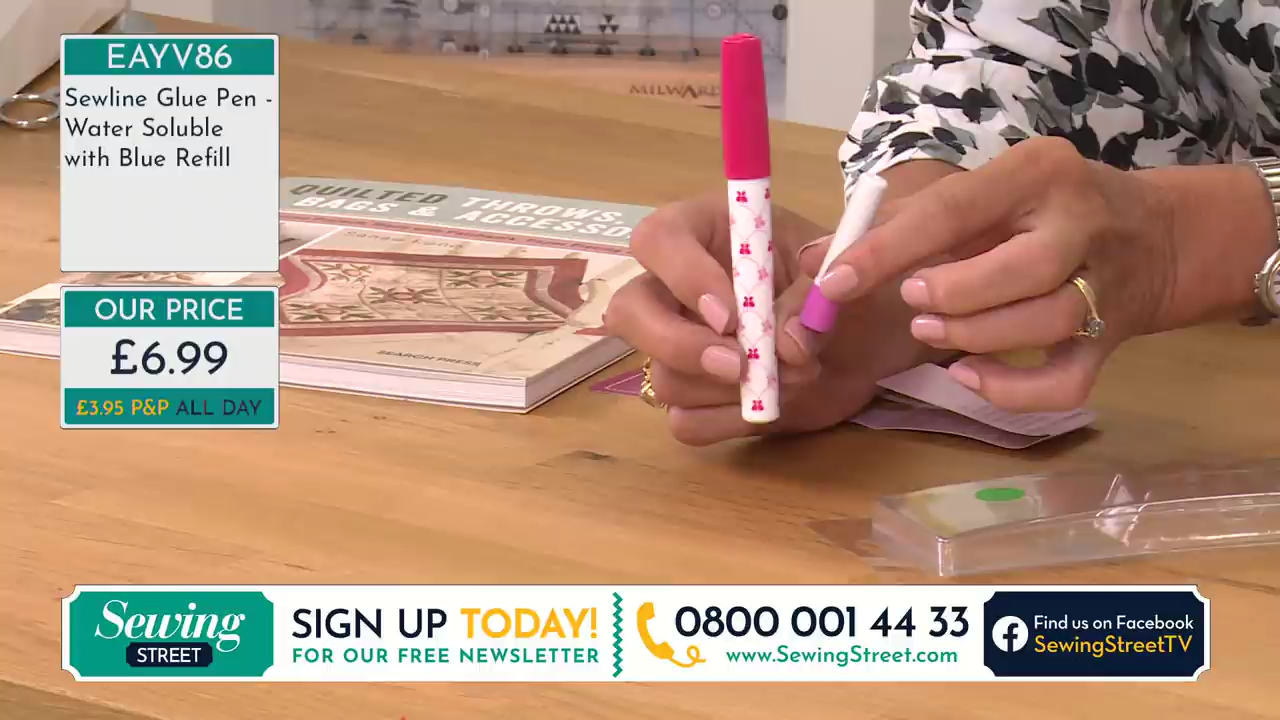 EAYV86
Sewline Glue Pen -
Water Soluble
with Blue Refill
OUR PRICE
£6.99
£3.95 P&P ALL DAY
MILWARD
QUILTED THROWS,
BAGS & ACCESSO
SEARCH PRESS
Sewing
STREET
SIGN UP TODAY!
FOR OUR FREE NEWSLETTER
0800 001 44 33
www.SewingStreet.com
Find us on Facebook
SewingStreetTV